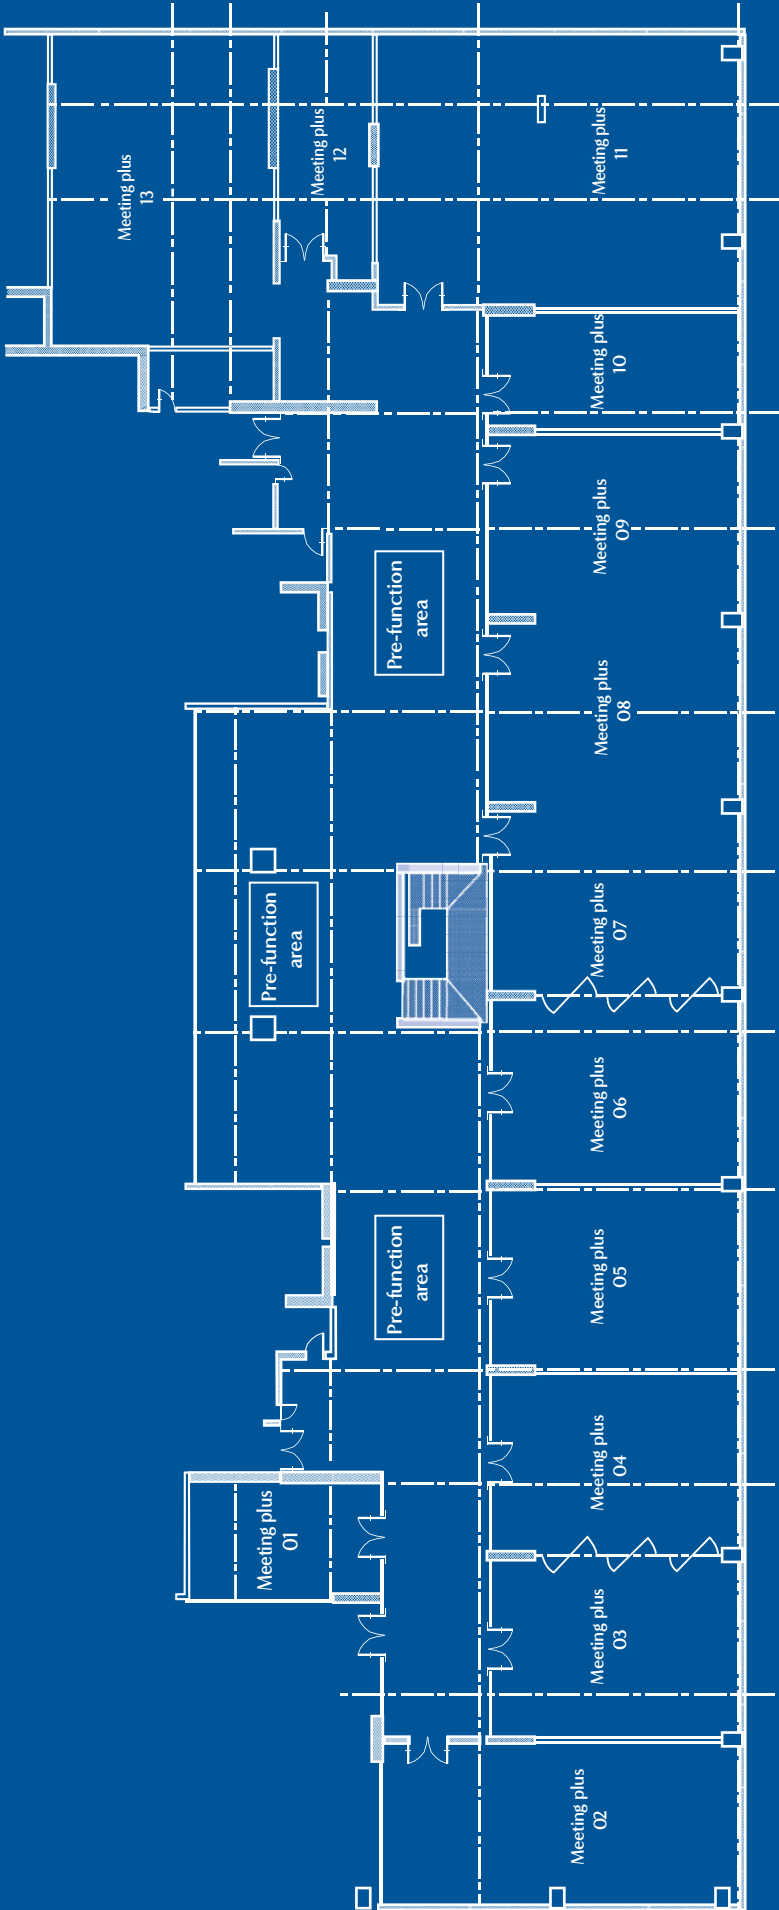 Meeting plus
13
Meeting plus
12
Meeting plus
11
Meeting plus
10
Meeting plus
09
Pre-function
area
Meeting plus
08
Pre-function
area
Meeting plus
07
Meeting plus
06
Pre-function
area
Meeting plus
05
Meeting plus
04
Meeting plus
01
Meeting plus
03
Meeting plus
02